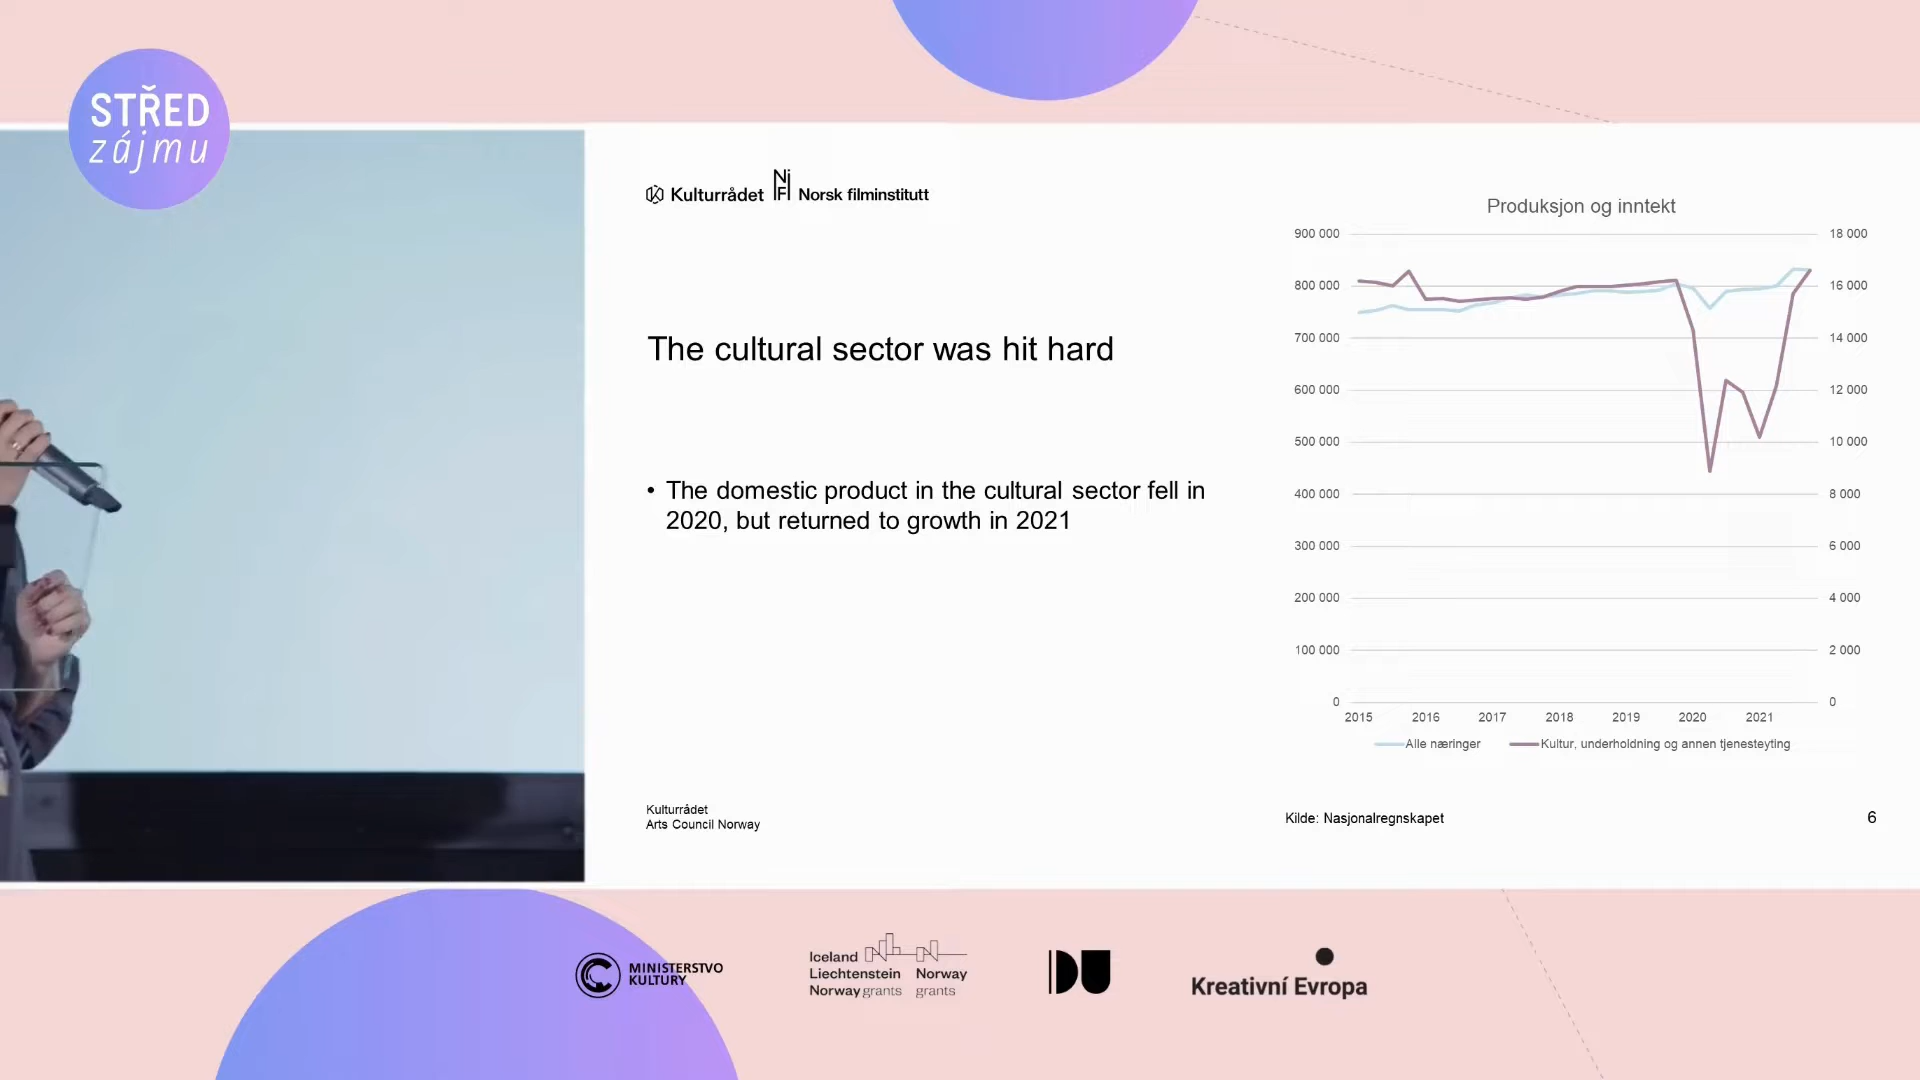 STŘED
zájmu
Kulturrådet NFI Norsk filminstitutt
The cultural sector was hit hard
• The domestic product in the cultural sector fell in
2020, but returned to growth in 2021
Kulturrådet
Arts Council Norway
Produksjon og inntekt
900 000
800 000
700 000
600 000
500 000
400 000
300 000
200 000
100 000
0
18 000
16 000
14 000
12 000
10 000
8 000
6 000
4 000
2 000
0
2015 2016 2017 2018 2019 2020 2021
Alle næringer Kultur, underholdning og annen tjenesteyting
Kilde: Nasjonalregnskapet
6
MINISTERSTVO
KULTURY
Iceland
Liechtenstein
Norway grants
Norway
grants
DU
Kreativní Evropa